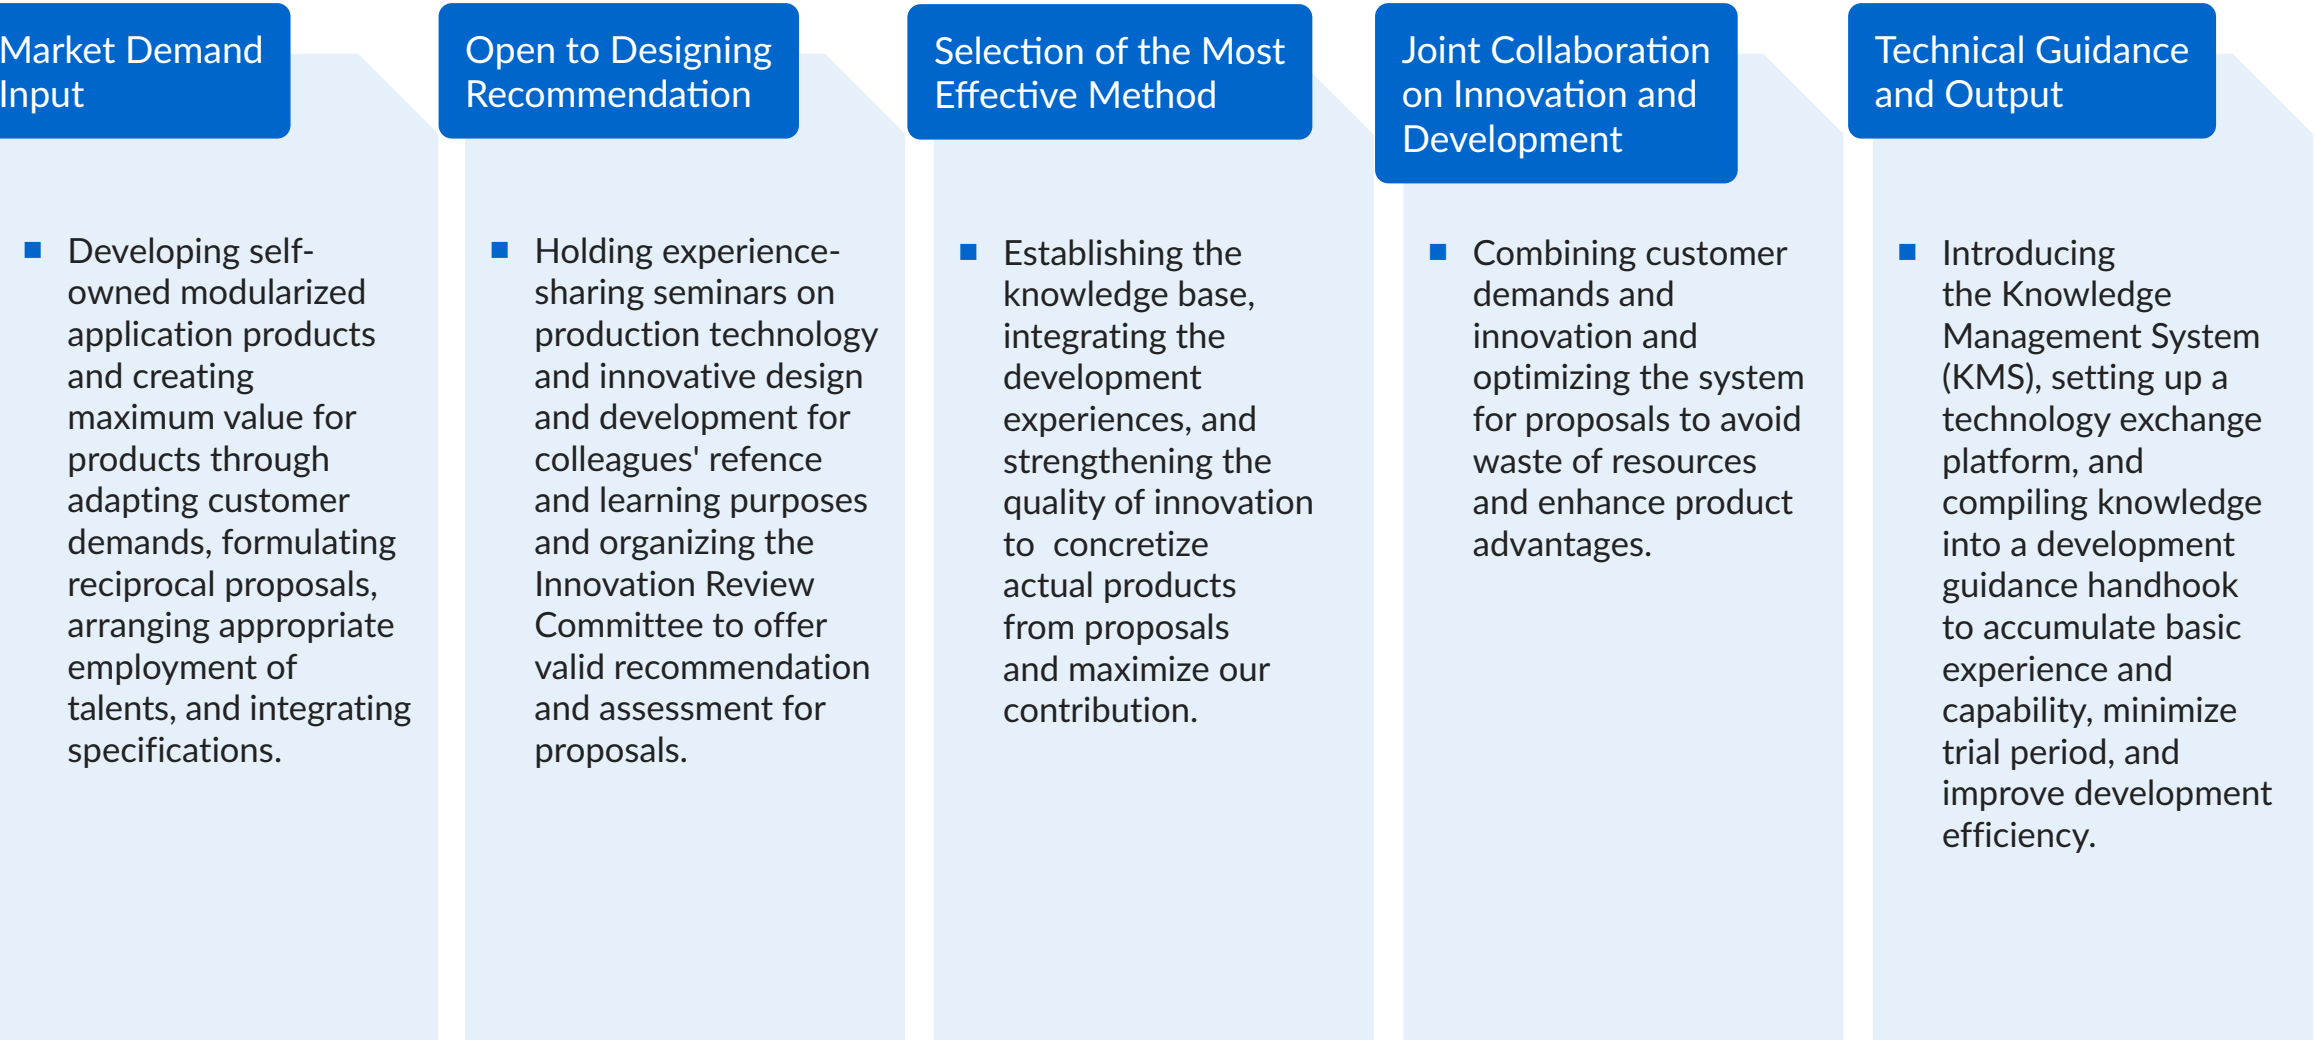 Market Demand
Input
Developing self-
owned modularized
application products
and creating
maximum value for
products through
adapting customer
demands, formulating
reciprocal proposals,
arranging appropriate
employment of
talents, and integrating
specifications.
Open to Designing
Recommendation
Holding experience-
sharing seminars on
production technology
and innovative design
and development for
colleagues' refence
and learning purposes
and organizing the
Innovation Review
Committee to offer
valid recommendation
and assessment for
proposals.
Selection of the Most
Effective Method
Establishing the
knowledge base,
integrating the
development
experiences, and
strengthening the
quality of innovation
to  concretize
actual products
from proposals
and maximize our
contribution.
Joint Collaboration
on Innovation and
Development
Combining customer
demands and
innovation and
optimizing the system
for proposals to avoid
waste of resources
and enhance product
advantages.
Technical Guidance
and Output
Introducing
the Knowledge
Management System
(KMS), setting up a
technology exchange
platform, and
compiling knowledge
into a development
guidance handhook
to accumulate basic
experience and
capability, minimize
trial period, and
improve development
efficiency.